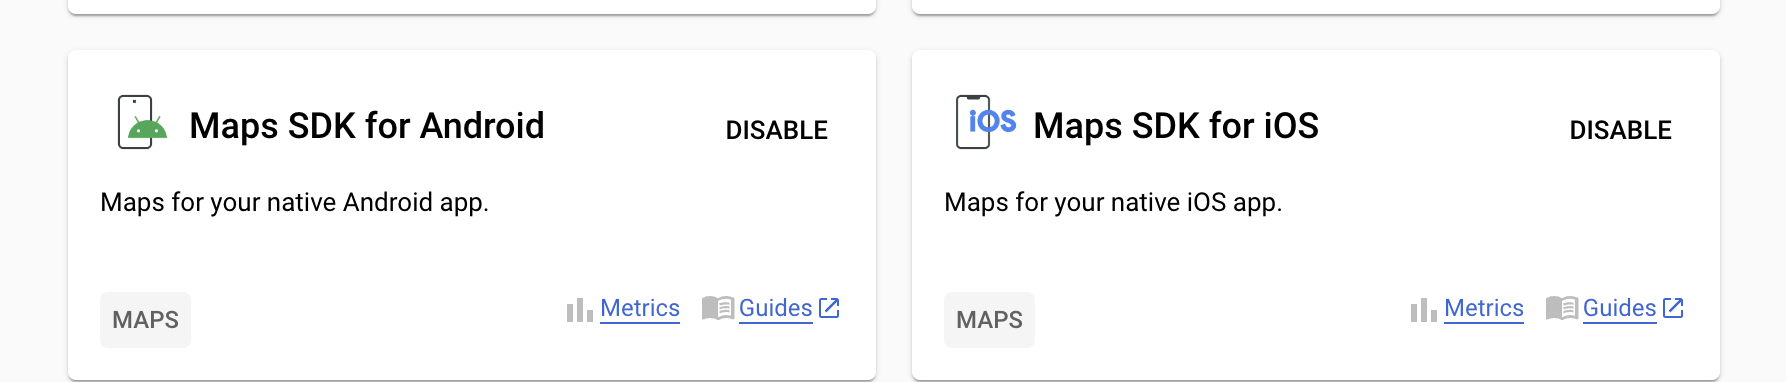 Maps SDK for Android
DISABLE
Maps for your native Android app.
MAPS
Metrics
Guides
iOS
Maps SDK for iOS
DISABLE
Maps for your native iOS app.
MAPS
Metrics
Guides